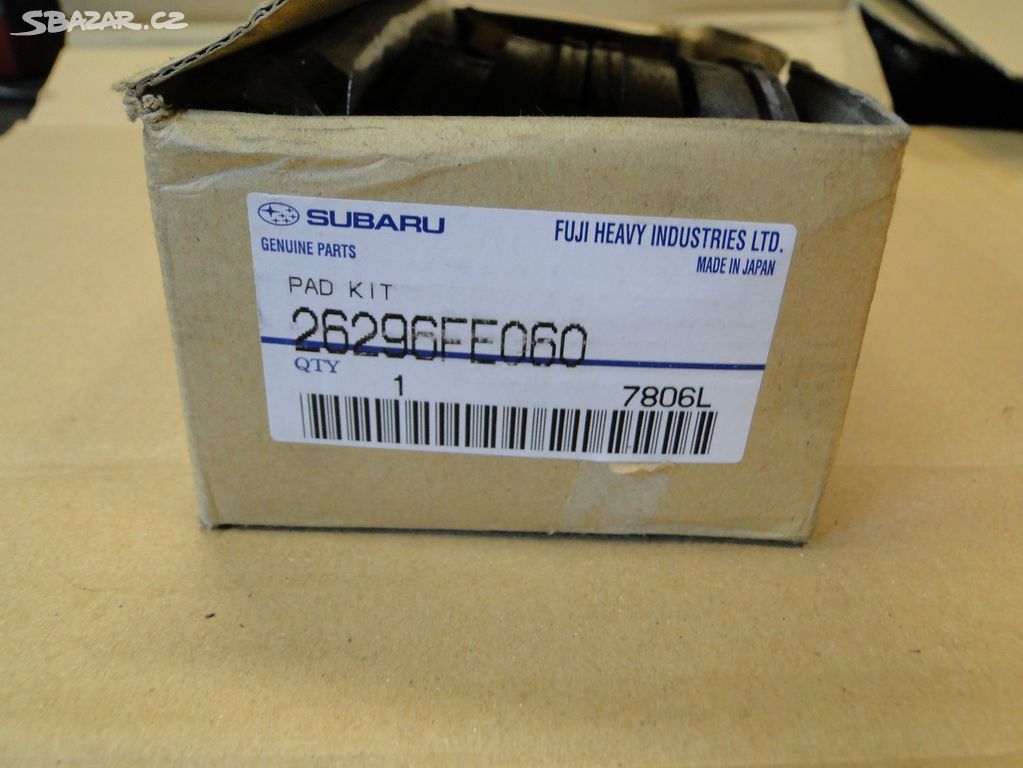 SBAZAR.CZ
SUBARU
FUJI HEAVY INDUSTRIES LTD.
GENUINE PARTS
MADE IN JAPAN
PAD KIT
26296FE060
QTY
1
7806L